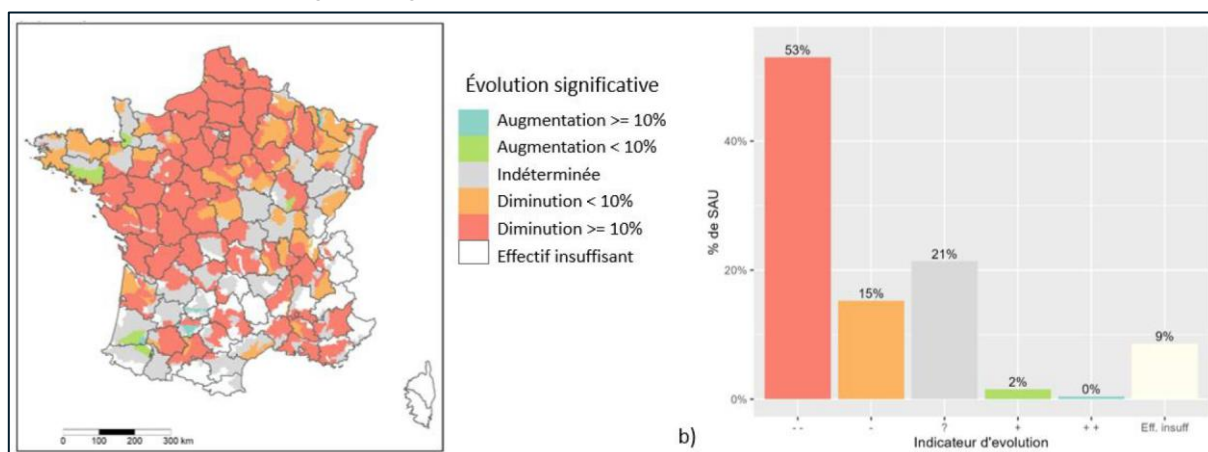 Évolution significative
Augmentation >= 10%
Augmentation < 10%
Indéterminée
Diminution < 10%
Diminution >= 10%
Effectif insuffisant
0 100 200 300 km
b)
% de SAU
40%
20%
0%
53%
15%
21%
2%
0%
9%
- - - ? + + + Eff. insuff
Indicateur d'evolution